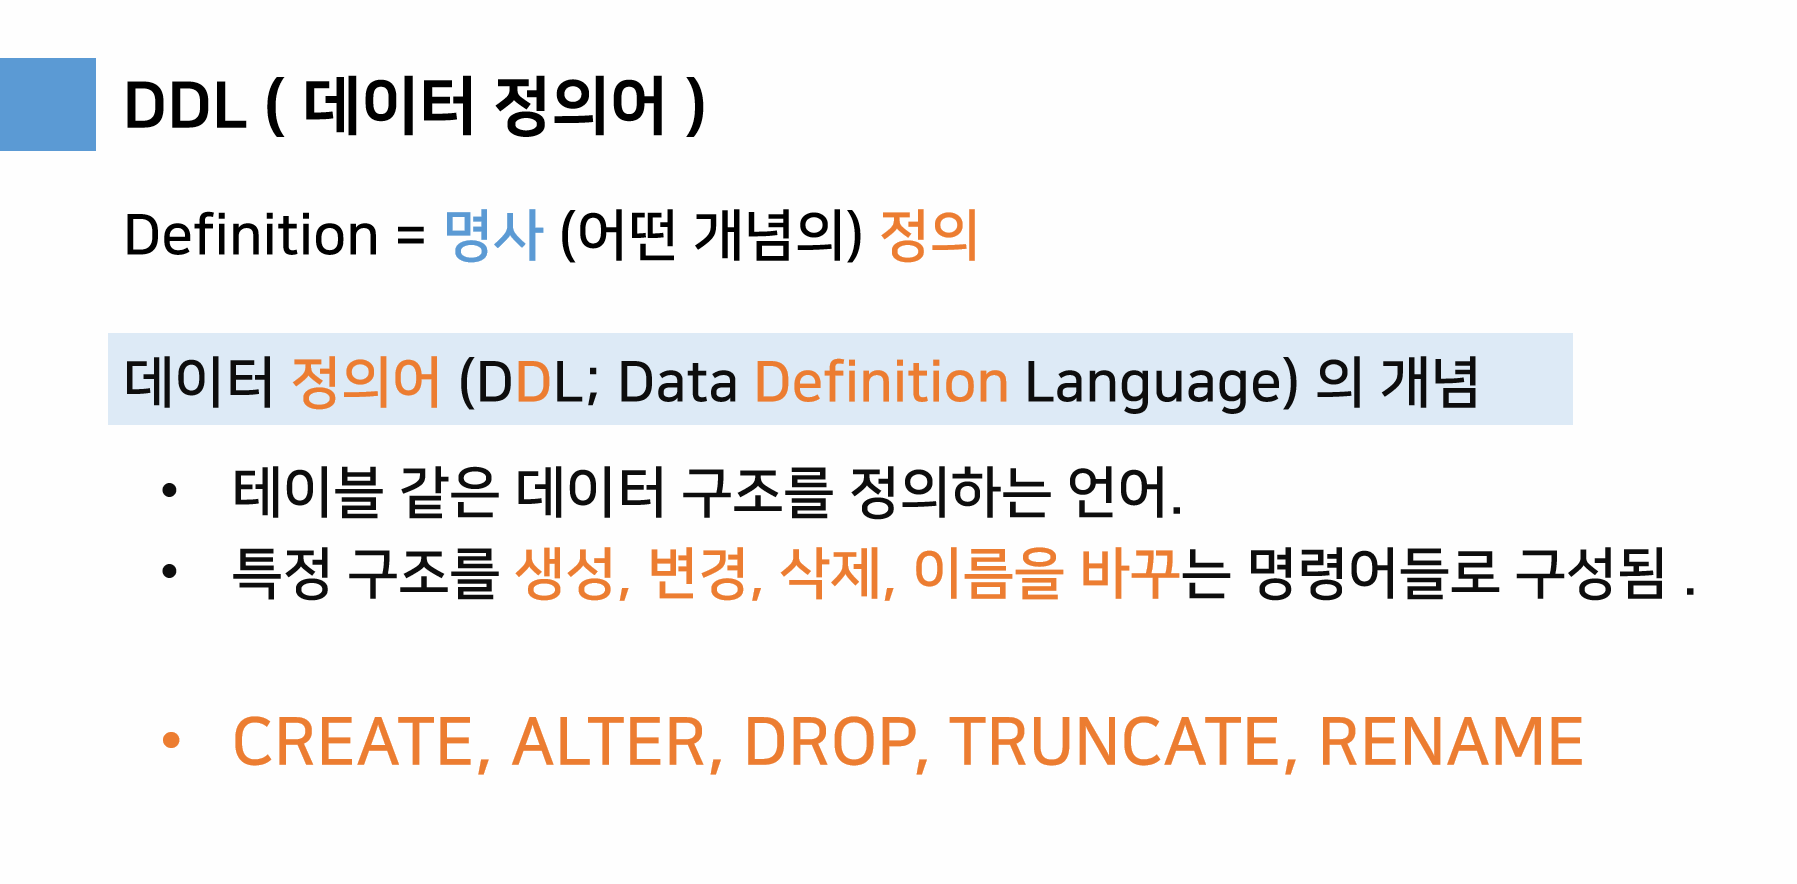 DDL ( 데이터 정의어 )
Definition = 명사 (어떤 개념의) 정의
데이터 정의어 (DDL; Data Definition Language) 의 개념
• 테이블 같은 데이터 구조를 정의하는 언어.
• 특정 구조를 생성, 변경, 삭제, 이름을 바꾸는 명령어들로 구성됨 .
• CREATE, ALTER, DROP, TRUNCATE, RENAME